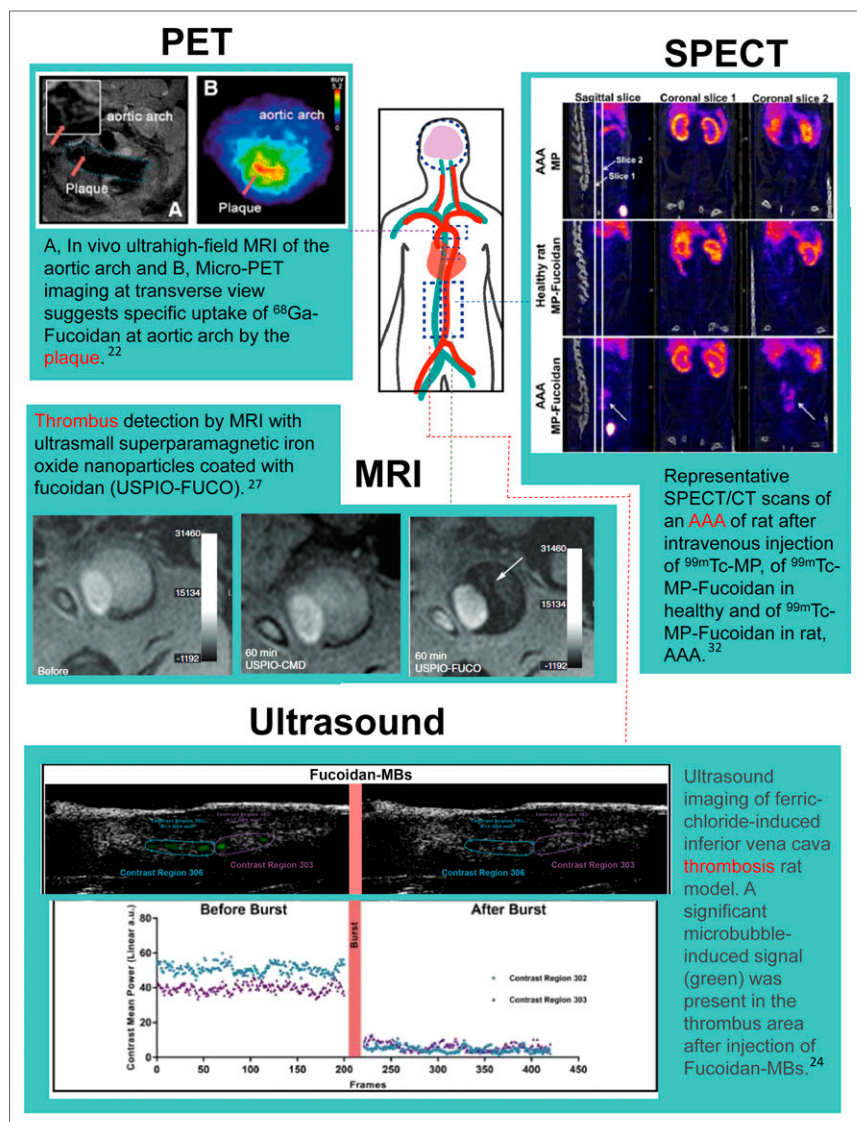 PET
A
aortic arch
Plaque
A
B
aortic arch
Plaque
SUV
5.2
0
A, In vivo ultrahigh-field MRI of the
aortic arch and B, Micro-PET
imaging at transverse view
suggests specific uptake of ⁶⁸Ga-
Fucoidan at aortic arch by the
plaque.²²
SPECT
Sagittal slice
Coronal slice 1
Coronal slice 2
AAA
MP
Slice 2
Slice 1
Healthy rat
MP-Fucoidan
AAA
MP-Fucoidan
Representative
SPECT/CT scans of
an AAA of rat after
intravenous injection
of ⁹⁹ᵐTc-MP, of ⁹⁹ᵐTc-
MP-Fucoidan in
healthy and of ⁹⁹ᵐTc-
MP-Fucoidan in rat,
AAA.³²
Thrombus detection by MRI with
ultrasmall superparamagnetic iron
oxide nanoparticles coated with
fucoidan (USPIO-FUCO).²⁷
MRI
31460
15134
-1192
Before
31460
15134
-1192
60 min
USPIO-CMD
31460
15134
-1192
60 min
USPIO-FUCO
Ultrasound
Fucoidan-MBs
Contrast Region 306
Contrast Region 303
Contrast Region 306
Contrast Region 303
Before Burst
After Burst
Burst
Contrast Mean Power (Linear a.u.)
80
60
40
20
0
Contrast Region 302
Contrast Region 303
0
50
100
150
200
250
300
350
400
450
Frames
Ultrasound
imaging of ferric-
chloride-induced
inferior vena cava
thrombosis rat
model. A
significant
microbubble-
induced signal
(green) was
present in the
thrombus area
after injection of
Fucoidan-MBs.²⁴